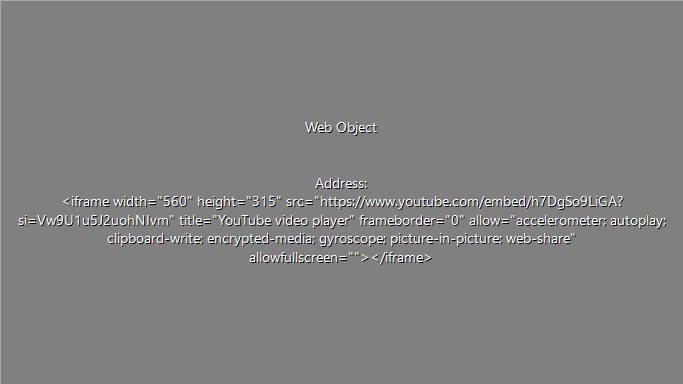 Web Object
Address:
<iframe width="560" height="315" src="https://www.youtube.com/embed/h7DgSo9LiGA?
si=Vw9U1u5J2uohNIvm" title="YouTube video player" frameborder="0" allow="accelerometer; autoplay;
clipboard-write; encrypted-media; gyroscope; picture-in-picture; web-share"
allowfullscreen=""></iframe>